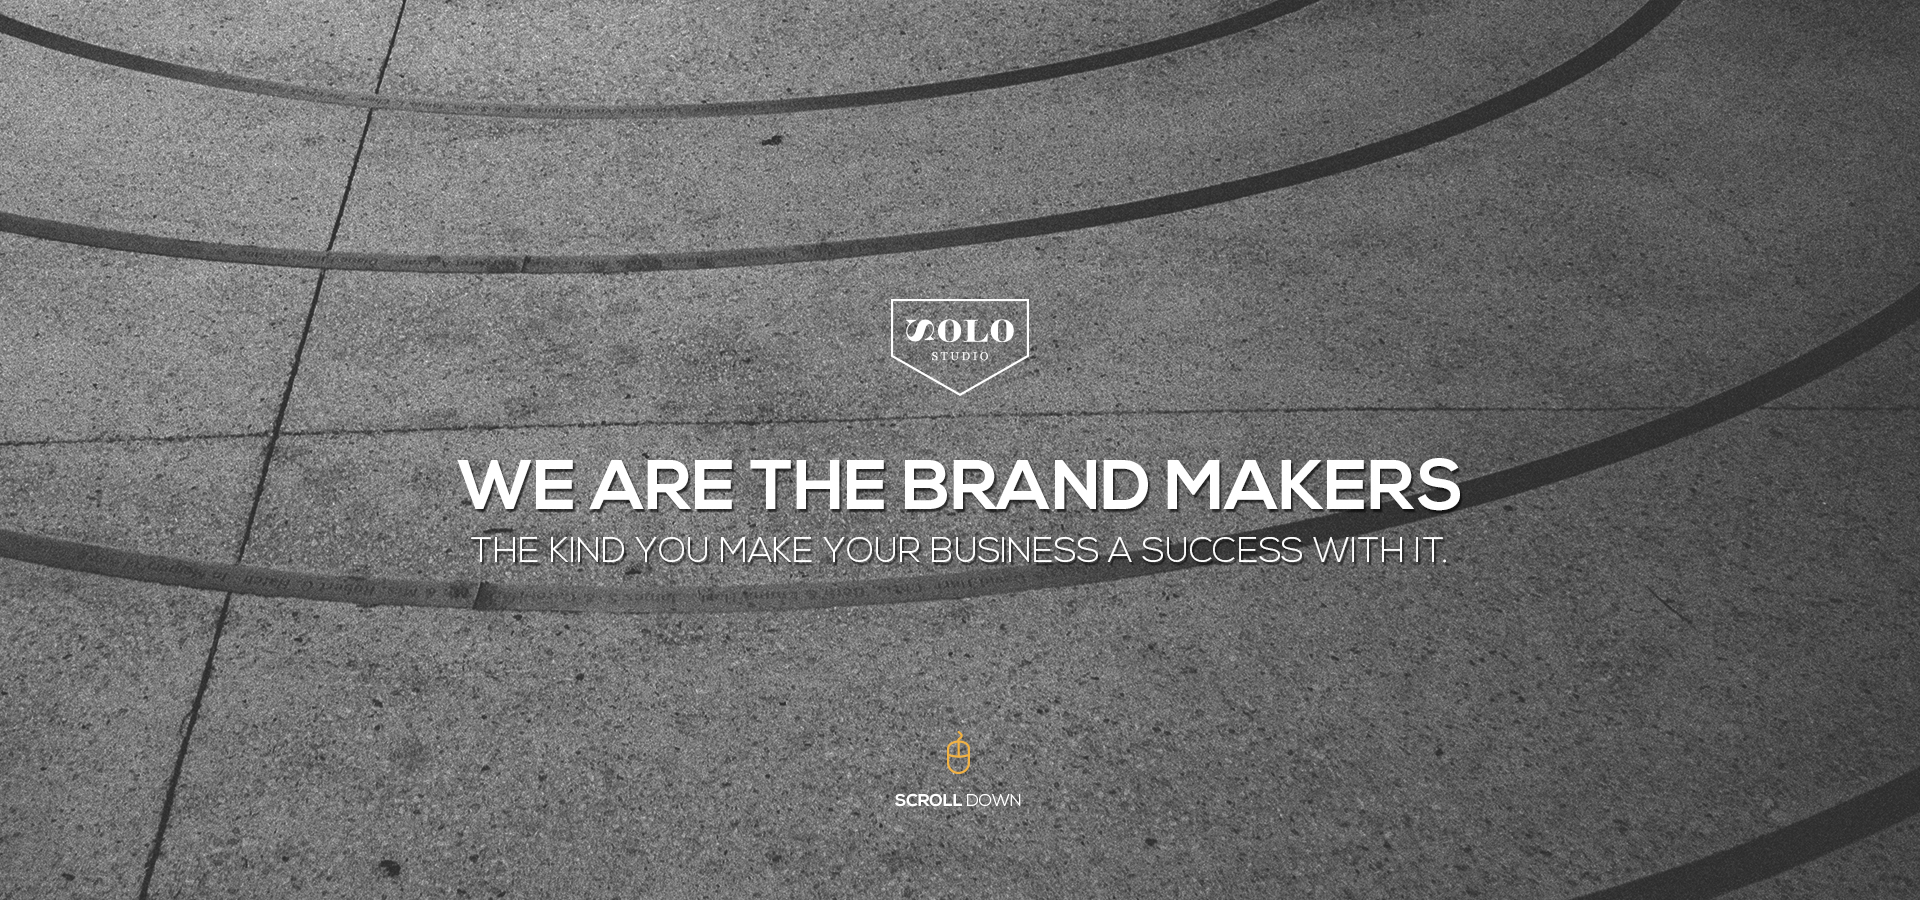 SOLO
STUDIO
WE ARE THE BRAND MAKERS
THE KIND YOU MAKE YOUR BUSINESS A SUCCESS WITH IT.
SCROLL DOWN